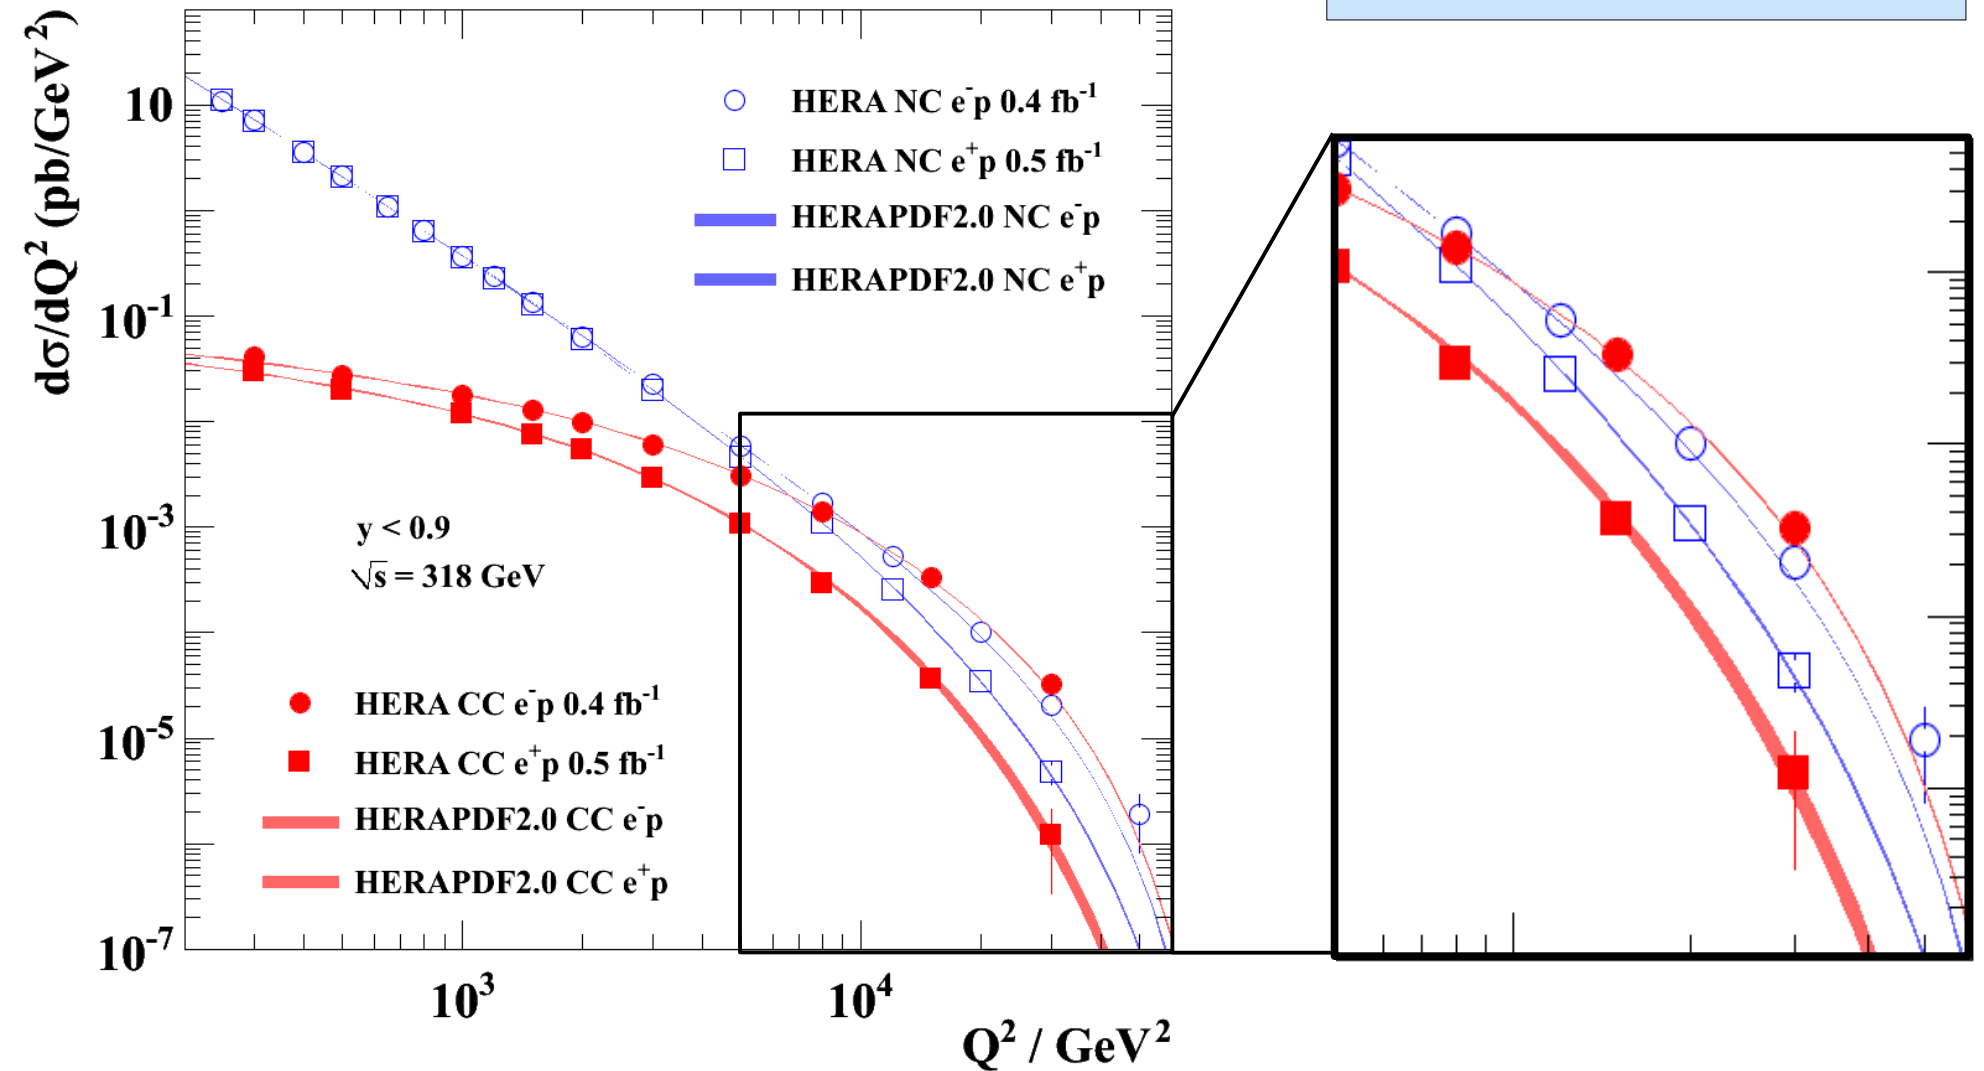 dσ/dQ² (pb/GeV²)
10
10⁻¹
10⁻³
10⁻⁵
10⁻⁷
HERA NC e⁻p 0.4 fb⁻¹
HERA NC e⁺p 0.5 fb⁻¹
HERAPDF2.0 NC e⁻p
HERAPDF2.0 NC e⁺p
y < 0.9
√s = 318 GeV
HERA CC e⁻p 0.4 fb⁻¹
HERA CC e⁺p 0.5 fb⁻¹
HERAPDF2.0 CC e⁻p
HERAPDF2.0 CC e⁺p
10³
10⁴
Q² / GeV²